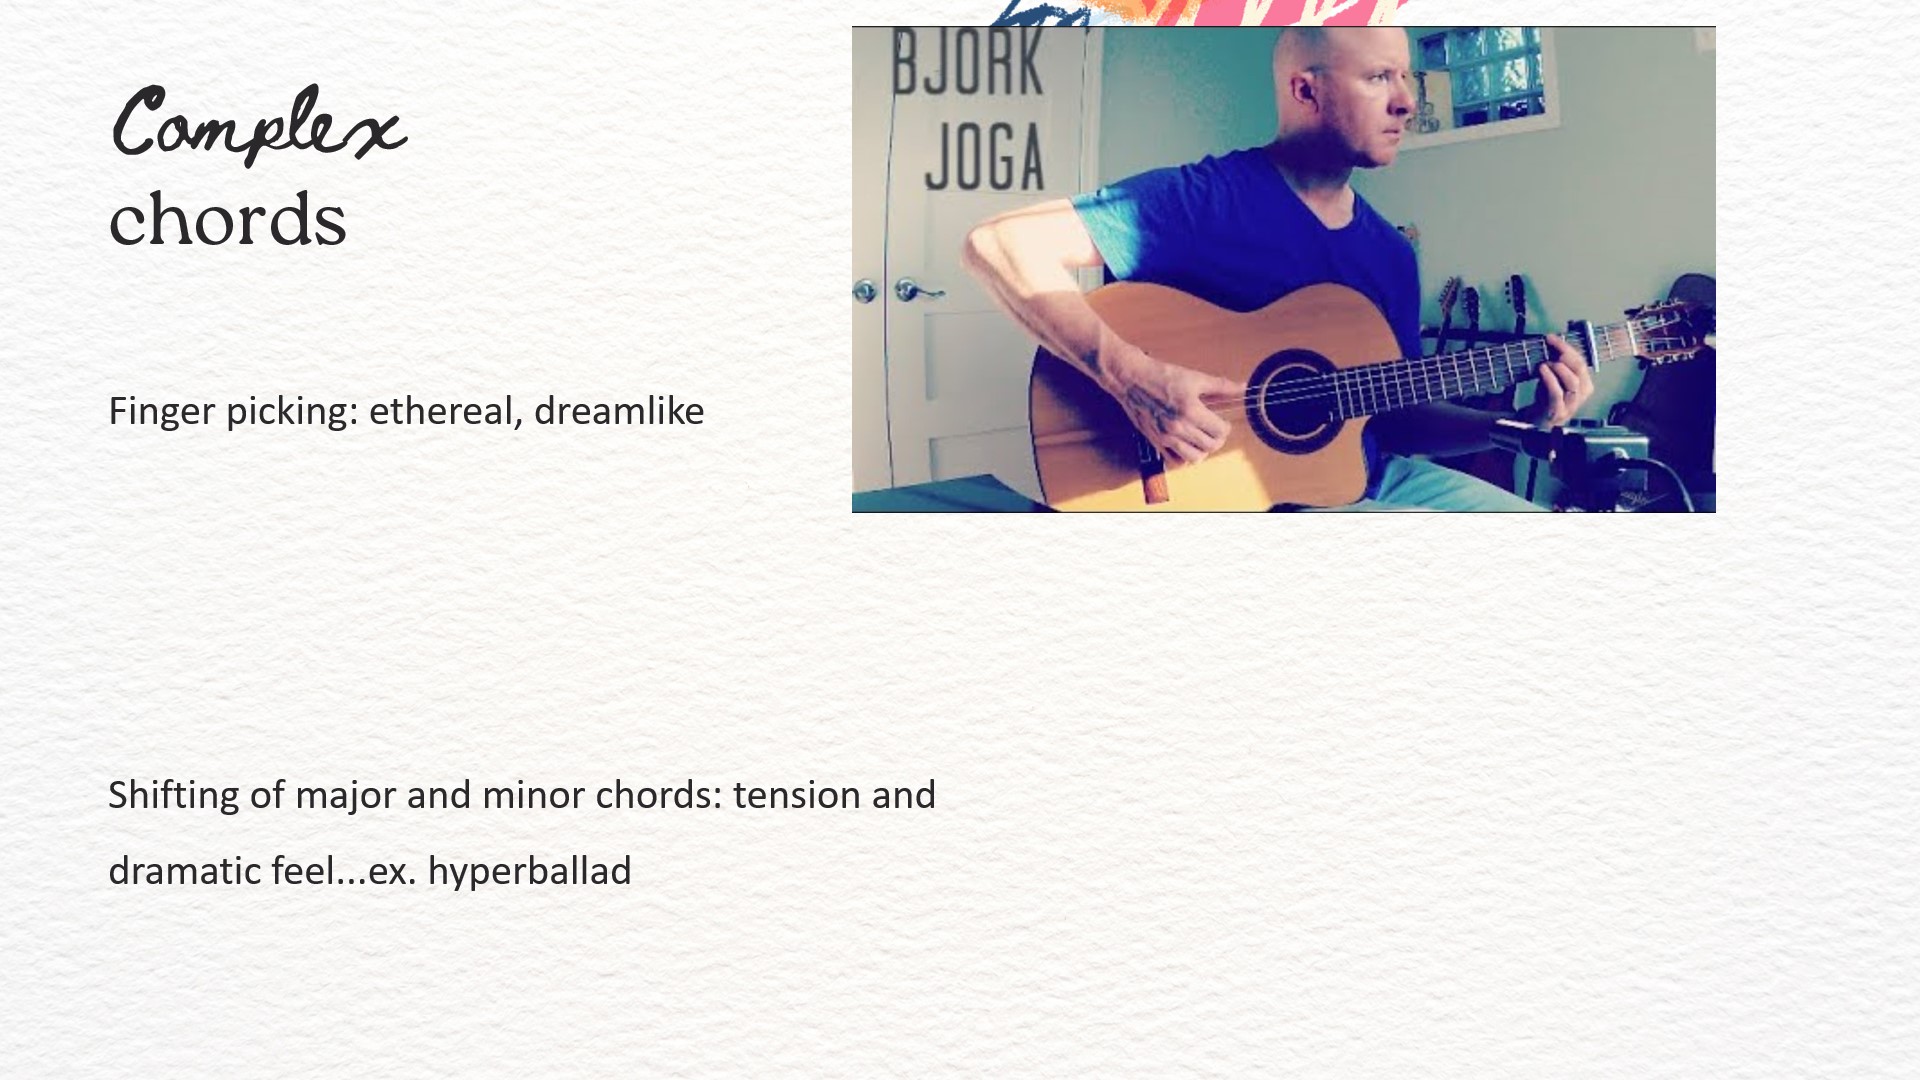 Complex
chords
BJORK
JOGA
Finger picking: ethereal, dreamlike
Shifting of major and minor chords: tension and
dramatic feel...ex. hyperballad